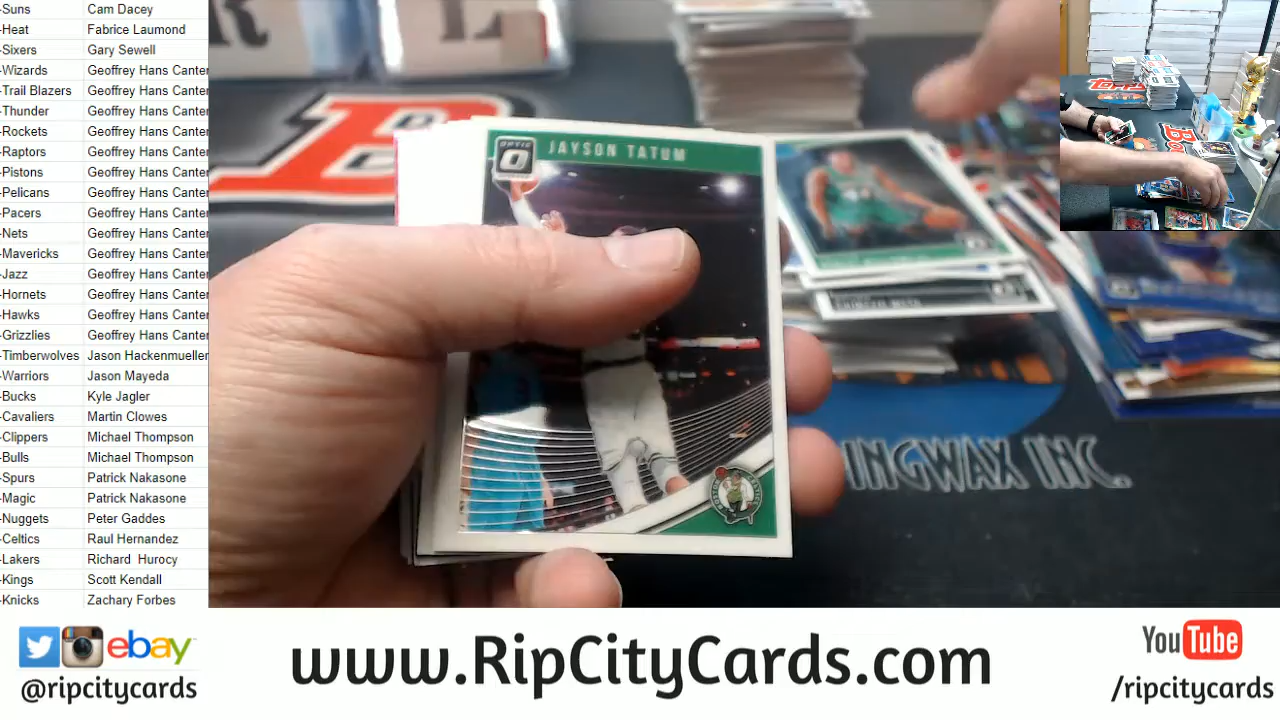 -Suns Cam Dacey
-Heat Fabrice Laumond
-Sixers Gary Sewell
-Wizards Geoffrey Hans Canter
-Trail Blazers Geoffrey Hans Canter
-Thunder Geoffrey Hans Canter
-Rockets Geoffrey Hans Canter
-Raptors Geoffrey Hans Canter
-Pistons Geoffrey Hans Canter
-Pelicans Geoffrey Hans Canter
-Pacers Geoffrey Hans Canter
-Nets Geoffrey Hans Canter
-Mavericks Geoffrey Hans Canter
-Jazz Geoffrey Hans Canter
-Hornets Geoffrey Hans Canter
-Hawks Geoffrey Hans Canter
-Grizzlies Geoffrey Hans Canter
-Timberwolves Jason Hackenmueller
-Warriors Jason Mayeda
-Bucks Kyle Jagler
-Cavaliers Martin Clowes
-Clippers Michael Thompson
-Bulls Michael Thompson
-Spurs Patrick Nakasone
-Magic Patrick Nakasone
-Nuggets Peter Gaddes
-Celtics Raul Hernandez
-Lakers Richard Hurocy
-Kings Scott Kendall
-Knicks Zachary Forbes
OPTIC
JAYSON TATUM
INGWAX INC.
Topps
ebay
@ripcitycards
www.RipCityCards.com
YouTube
/ripcitycards